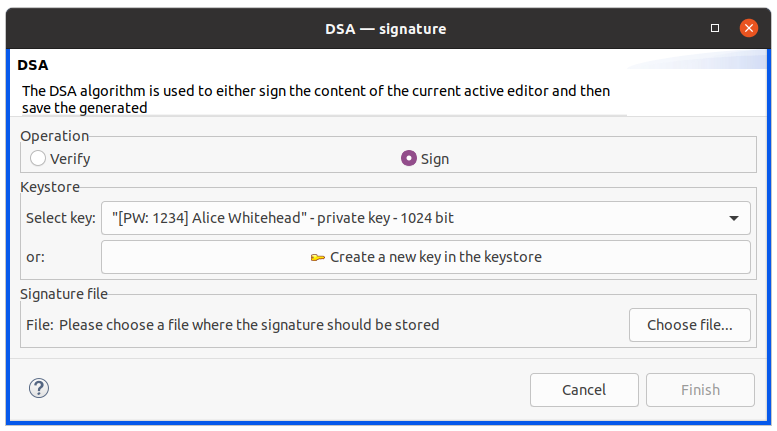 DSA — signature
DSA
The DSA algorithm is used to either sign the content of the current active editor and then
save the generated
Operation
Verify
Sign
Keystore
Select key: "[PW: 1234] Alice Whitehead" - private key - 1024 bit
or: Create a new key in the keystore
Signature file
File: Please choose a file where the signature should be stored Choose file...
? Cancel Finish